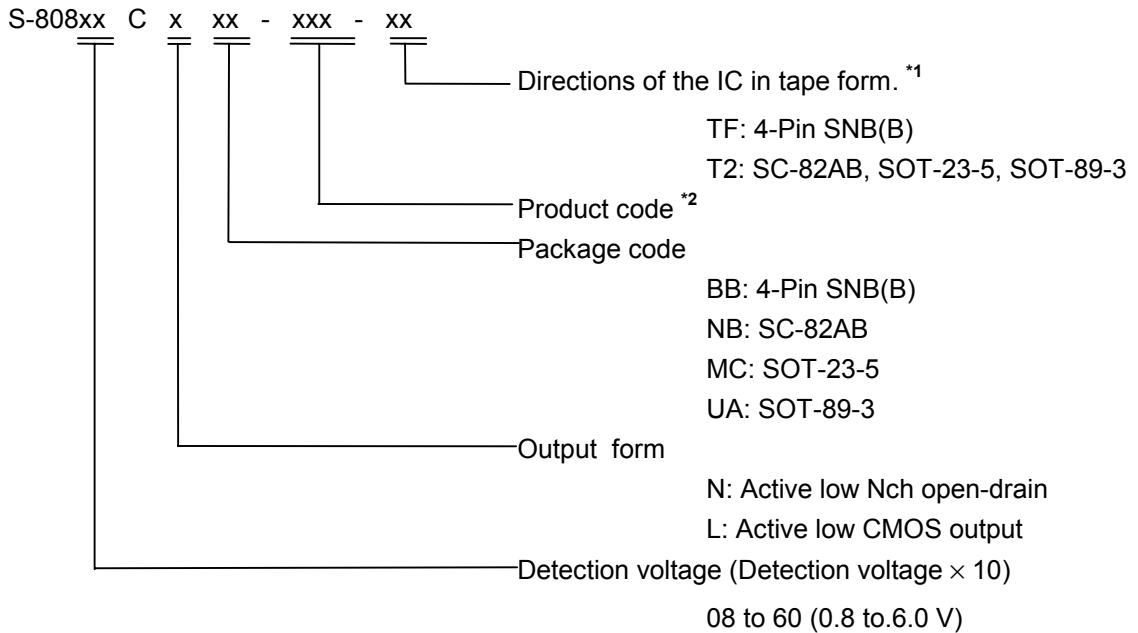 S-808xx C x xx - xxx - xx
Directions of the IC in tape form. *1
TF: 4-Pin SNB(B)
T2: SC-82AB, SOT-23-5, SOT-89-3
Product code *2
Package code
BB: 4-Pin SNB(B)
NB: SC-82AB
MC: SOT-23-5
UA: SOT-89-3
Output form
N: Active low Nch open-drain
L: Active low CMOS output
Detection voltage (Detection voltage × 10)
08 to 60 (0.8 to.6.0 V)